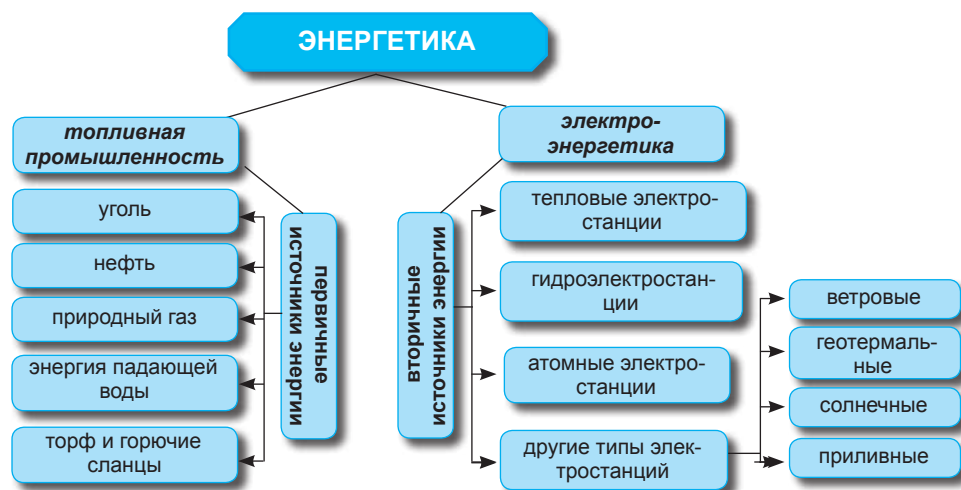 ЭНЕРГЕТИКА
топливная
промышленность
уголь
нефть
природный газ
энергия падающей
воды
торф и горючие
сланцы
первичные
источники энергии
электро-
энергетика
вторичные
источники энергии
тепловые электро-
станции
гидроэлектростан-
ции
атомные электро-
станции
другие типы элек-
тростанций
ветровые
геотермаль-
ные
солнечные
приливные